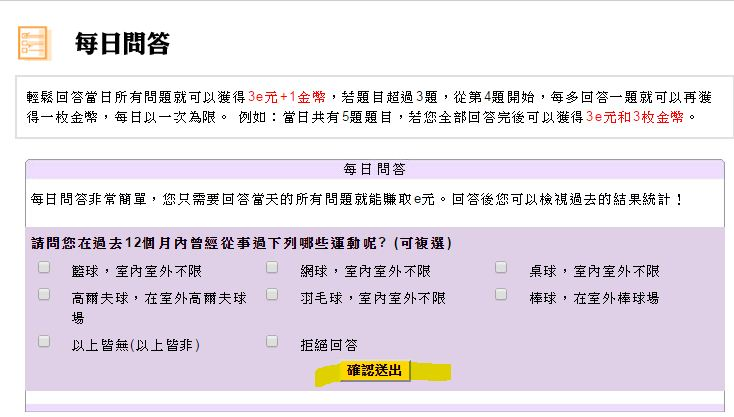 每日問答
輕鬆回答當日所有問題就可以獲得3e元+1金幣，若題目超過3題，從第4題開始，每多回答一題就可以再獲
得一枚金幣，每日以一次為限。 例如：當日共有5題題目，若您全部回答完後可以獲得3e元和3枚金幣。
每日問答
每日問答非常簡單，您只需要回答當天的所有問題就能賺取e元。回答後您可以檢視過去的結果統計！
請問您在過去12個月內曾經從事過下列哪些運動呢? (可複選)
籃球，室內室外不限 網球，室內室外不限 桌球，室內室外不限
高爾夫球，在室外高爾夫球 羽毛球，室內室外不限 棒球，在室外棒球場
場
以上皆無(以上皆非) 拒絕回答
確認送出